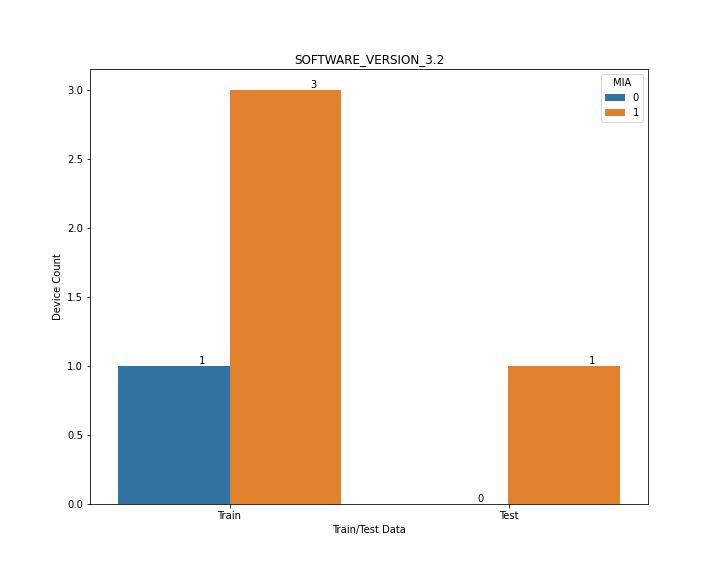 SOFTWARE_VERSION_3.2
MIA
0
1
3
1
1
0
3.0
2.5
2.0
1.5
1.0
0.5
0.0
Device Count
Train
Test
Train/Test Data